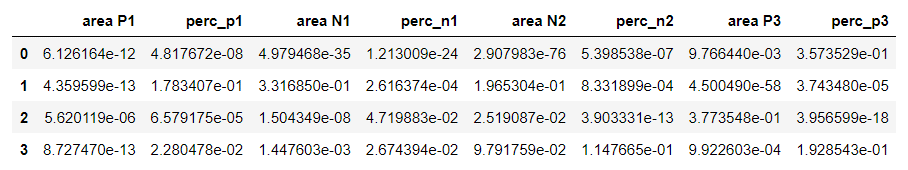 area P1 perc_p1 area N1 perc_n1 area N2 perc_n2 area P3 perc_p3
0 6.126164e-12 4.817672e-08 4.979468e-35 1.213009e-24 2.907983e-76 5.398538e-07 9.766440e-03 3.573529e-01
1 4.359599e-13 1.783407e-01 3.316850e-01 2.616374e-04 1.965304e-01 8.331899e-04 4.500490e-58 3.743480e-05
2 5.620119e-06 6.579175e-05 1.504349e-08 4.719883e-02 2.519087e-02 3.903331e-13 3.773548e-01 3.956599e-18
3 8.727470e-13 2.280478e-02 1.447603e-03 2.674394e-02 9.791759e-02 1.147665e-01 9.922603e-04 1.928543e-01